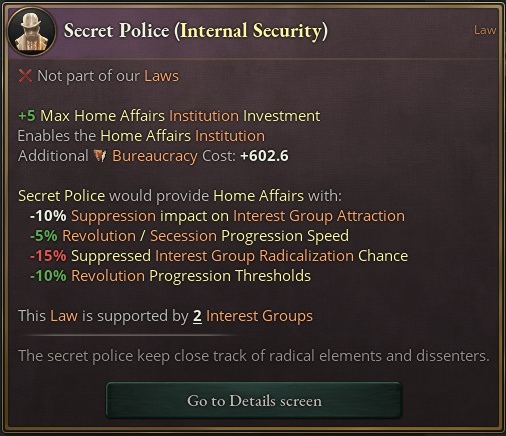 Secret Police (Internal Security)
Law
Not part of our Laws
+5 Max Home Affairs Institution Investment
Enables the Home Affairs Institution
Additional Bureaucracy Cost: +602.6
Secret Police would provide Home Affairs with:
-10% Suppression impact on Interest Group Attraction
-5% Revolution / Secession Progression Speed
-15% Suppressed Interest Group Radicalization Chance
-10% Revolution Progression Thresholds
This Law is supported by 2 Interest Groups
The secret police keep close track of radical elements and dissenters.
Go to Details screen